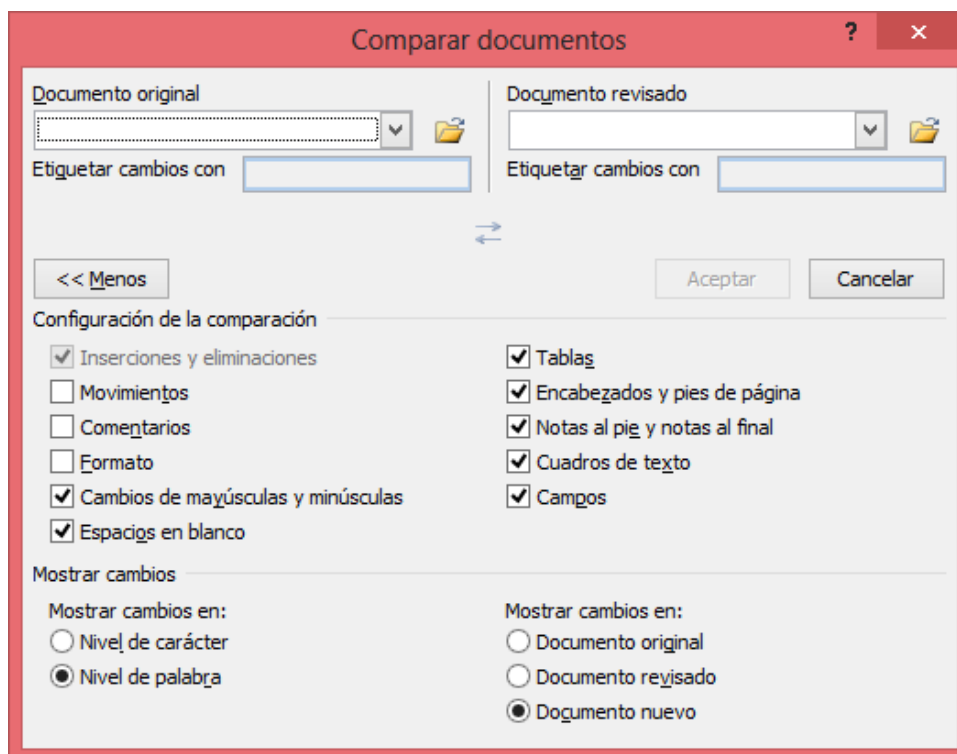 Comparar documentos
?
Documento original
Documento revisado
Etiquetar cambios con
Etiquetar cambios con
<< Menos
Aceptar
Cancelar
Configuración de la comparación
Inserciones y eliminaciones
Movimientos
Comentarios
Formato
Cambios de mayúsculas y minúsculas
Espacios en blanco
Tablas
Encabezados y pies de página
Notas al pie y notas al final
Cuadros de texto
Campos
Mostrar cambios
Mostrar cambios en:
Nivel de carácter
Nivel de palabra
Mostrar cambios en:
Documento original
Documento revisado
Documento nuevo